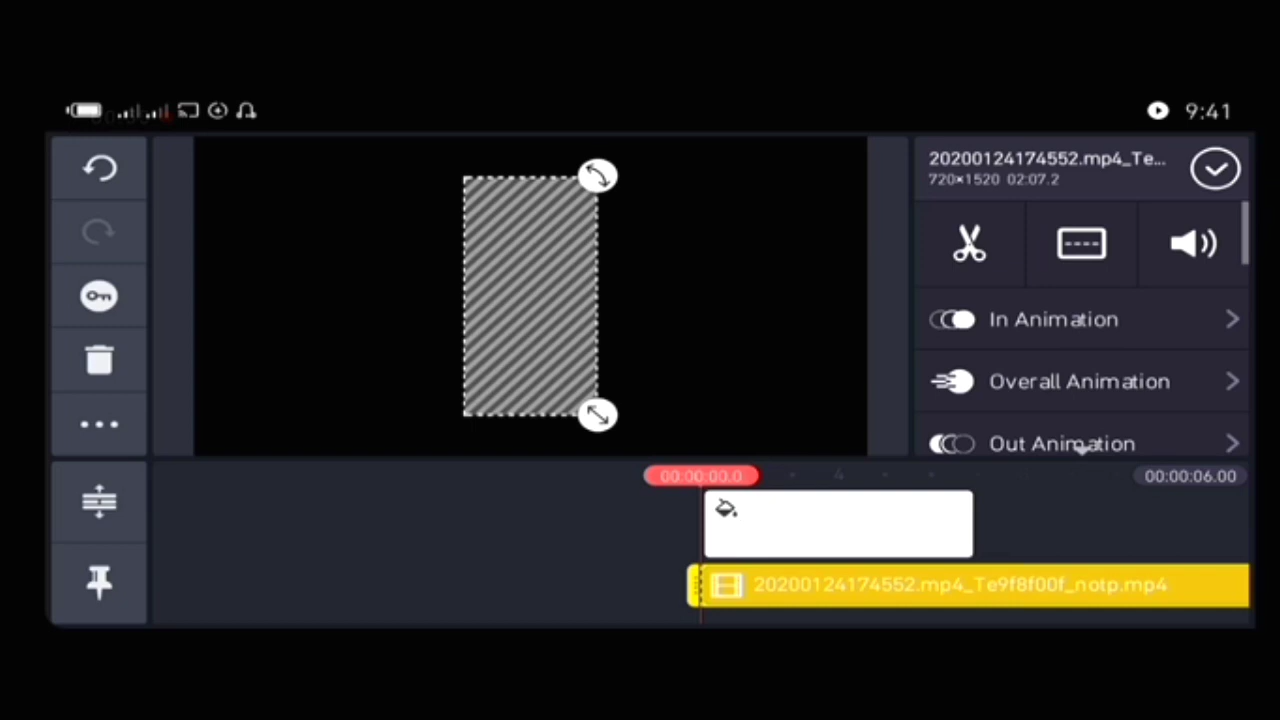 9:41
20200124174552.mp4_Te...
720×1520 02:07.2
In Animation
Overall Animation
Out Animation
00:00:00.0
4
00:00:06.00
20200124174552.mp4_Te9f8f00f_notp.mp4